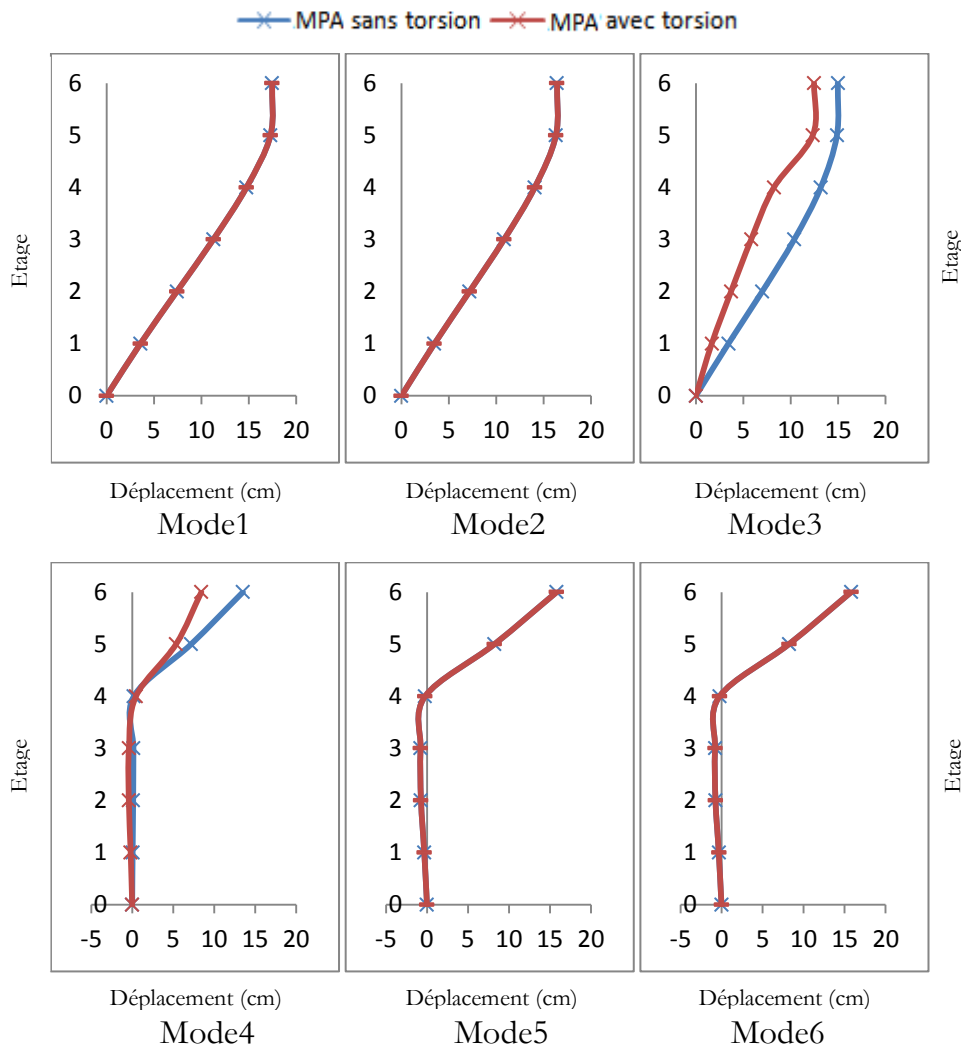 MPA sans torsion MPA avec torsion
6 6 6
5 5 5
4 4 4
3 3 3
Etage Etage
2 2 2
1 1 1
0 0 0
0 5 10 15 20 0 5 10 15 20 0 5 10 15 20
Déplacement (cm) Déplacement (cm) Déplacement (cm)
Mode1 Mode2 Mode3
6 6 6
5 5 5
4 4 4
3 3 3
Etage Etage
2 2 2
1 1 1
0 0 0
-5 0 5 10 15 20 -5 0 5 10 15 20 -5 0 5 10 15 20
Déplacement (cm) Déplacement (cm) Déplacement (cm)
Mode4 Mode5 Mode6